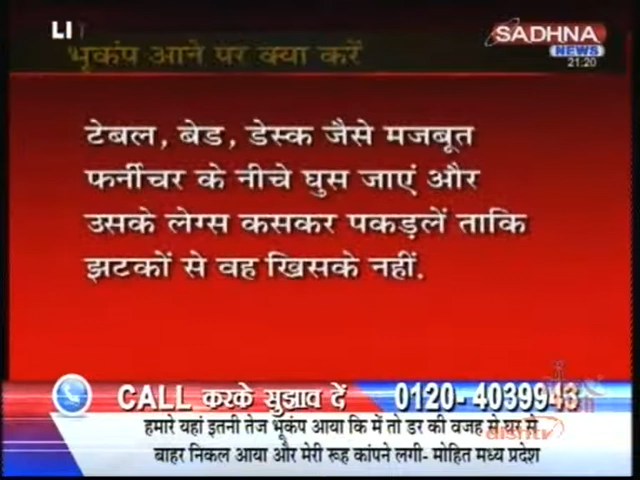 LI
SADHNA
NEWS
21:20
भूकंप आने पर क्या करें
टेबल, बेड, डेस्क जैसे मजबूत
फर्नीचर के नीचे घुस जाएं और
उसके लेग्स कसकर पकड़लें ताकि
झटकों से वह खिसके नहीं.
CALL करके सुझाव दें 0120- 4039943
हमारे यहां इतनी तेज भूकंप आया कि में तो डर की वजह से घर से
बाहर निकल आया और मेरी रूह कांपने लगी- मोहित मध्य प्रदेश